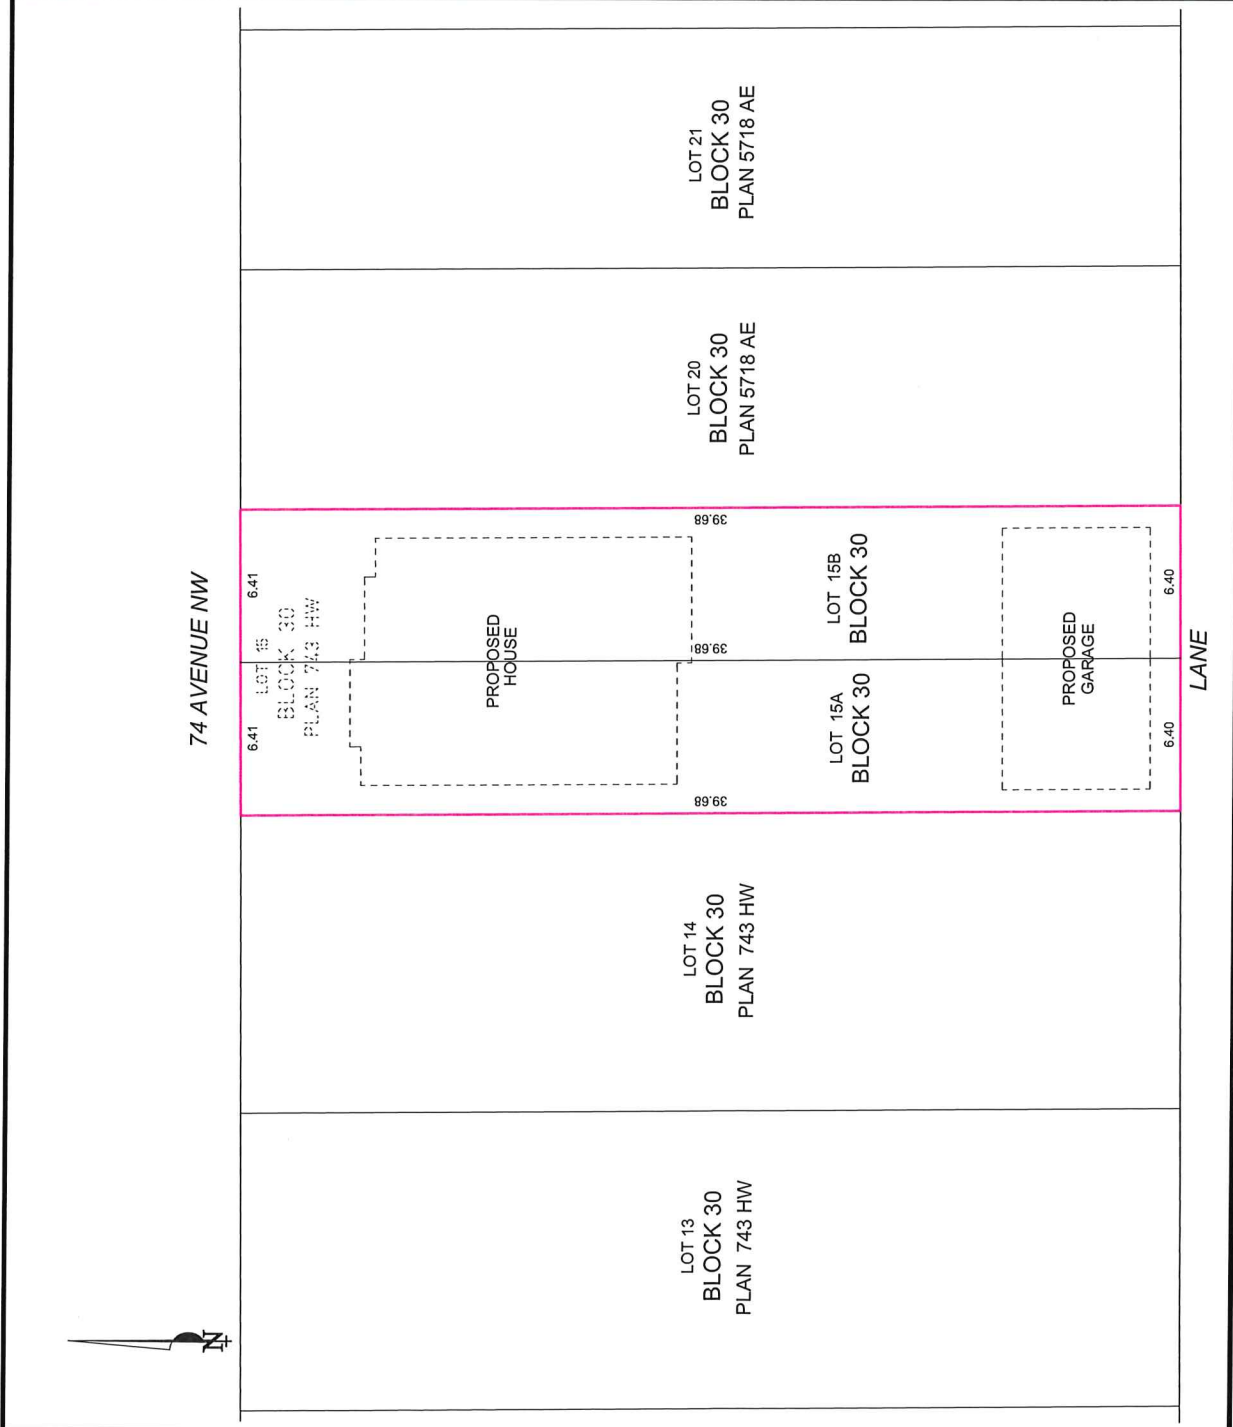 74 AVENUE NW
LOT 21
BLOCK 30
PLAN 5718 AE
LOT 20
BLOCK 30
PLAN 5718 AE
6.41
6.41
LOT 15
BLOCK 30
PLAN 743 HW
39.68
39.68
39.68
PROPOSED
HOUSE
LOT 15B
BLOCK 30
LOT 15A
BLOCK 30
PROPOSED
GARAGE
6.40
6.40
LANE
LOT 14
BLOCK 30
PLAN 743 HW
LOT 13
BLOCK 30
PLAN 743 HW
N